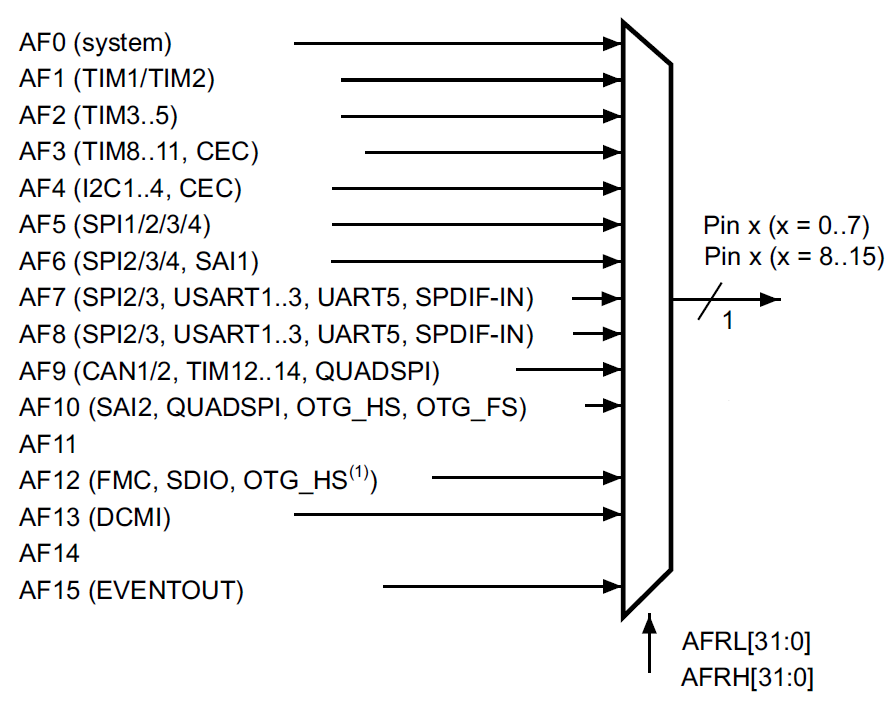 AF0 (system)
AF1 (TIM1/TIM2)
AF2 (TIM3..5)
AF3 (TIM8..11, CEC)
AF4 (I2C1..4, CEC)
AF5 (SPI1/2/3/4)
AF6 (SPI2/3/4, SAI1)
AF7 (SPI2/3, USART1..3, UART5, SPDIF-IN)
AF8 (SPI2/3, USART1..3, UART5, SPDIF-IN)
AF9 (CAN1/2, TIM12..14, QUADSPI)
AF10 (SAI2, QUADSPI, OTG_HS, OTG_FS)
AF11
AF12 (FMC, SDIO, OTG_HS(1))
AF13 (DCMI)
AF14
AF15 (EVENTOUT)
Pin x (x = 0..7)
Pin x (x = 8..15)
1
AFRL[31:0]
AFRH[31:0]